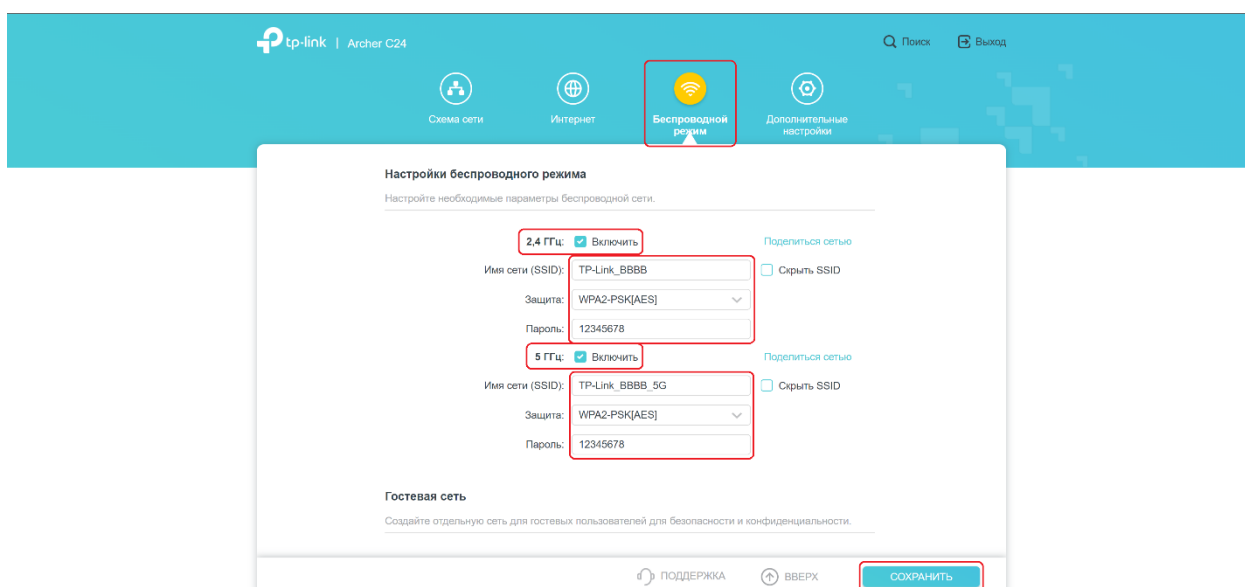 tp-link | Archer C24
Поиск
Выход
Схема сети
Интернет
Беспроводной
режим
Дополнительные
настройки
Настройки беспроводного режима
Настройте необходимые параметры беспроводной сети.
2,4 ГГц: Включить
Поделиться сетью
Имя сети (SSID): TP-Link_BBBB
Скрыть SSID
Защита: WPA2-PSK[AES]
Пароль: 12345678
5 ГГц: Включить
Поделиться сетью
Имя сети (SSID): TP-Link_BBBB_5G
Скрыть SSID
Защита: WPA2-PSK[AES]
Пароль: 12345678
Гостевая сеть
Создайте отдельную сеть для гостевых пользователей для безопасности и конфиденциальности.
ПОДДЕРЖКА
ВВЕРХ
СОХРАНИТЬ